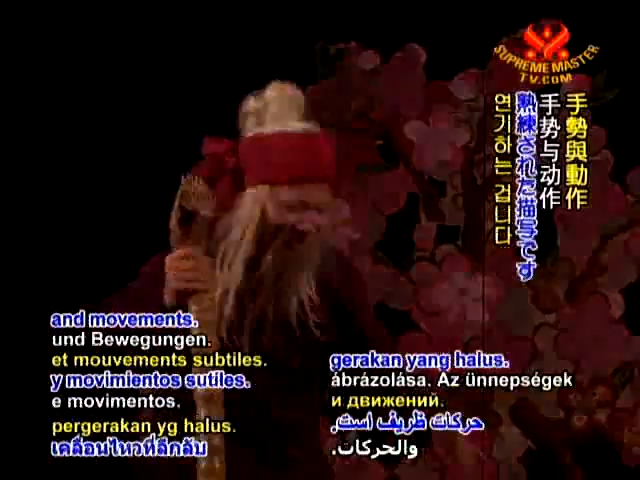 SUPREME MASTER
TV.COM
手勢與動作
手势与动作
熟練された描写です
연기하는 겁니다.
and movements.
und Bewegungen.
et mouvements subtiles.
y movimientos sutiles.
e movimentos.
pergerakan yg halus.
เคลื่อนไหวที่ลึกลับ
gerakan yang halus.
ábrázolása. Az ünnepségek
и движений.
حرکات ظریف است.
والحركات.